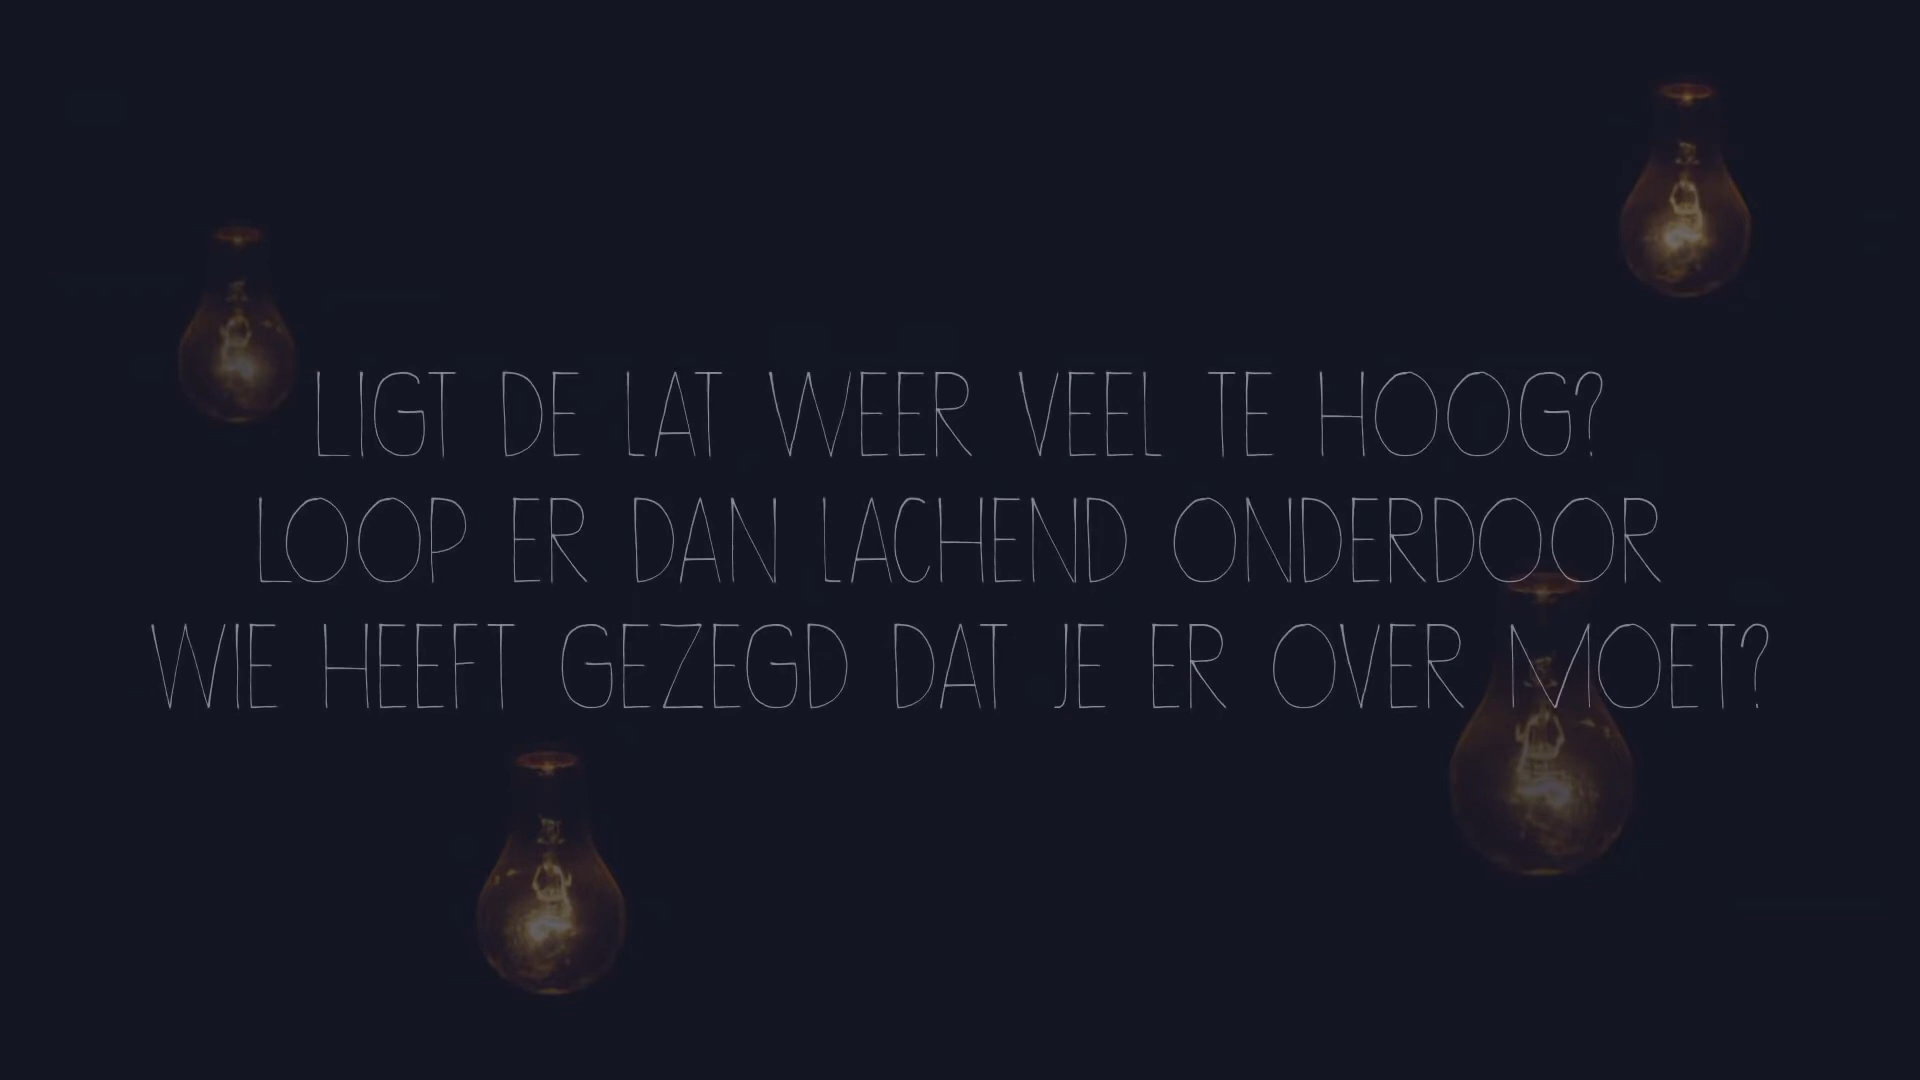 LIGT DE LAT WEER VEEL TE HOOG?
LOOP ER DAN LACHEND ONDERDOOR
WIE HEEFT GEZEGD DAT JE ER OVER MOET?